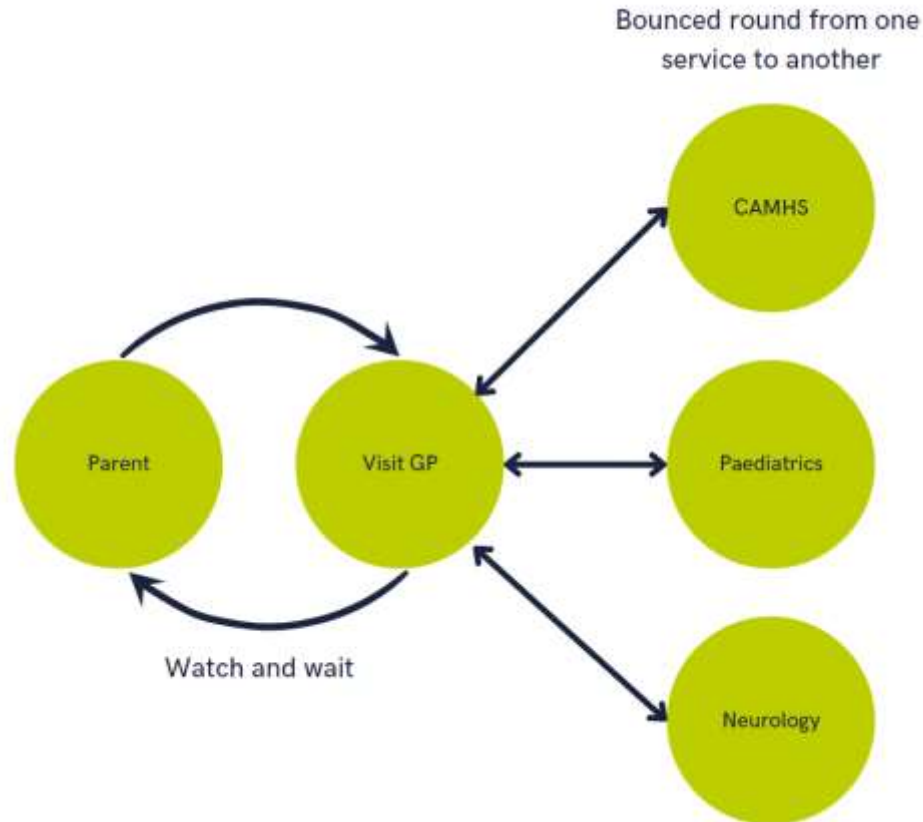 Bounced round from one
service to another
CAMHS
Parent
Visit GP
Paediatrics
Watch and wait
Neurology